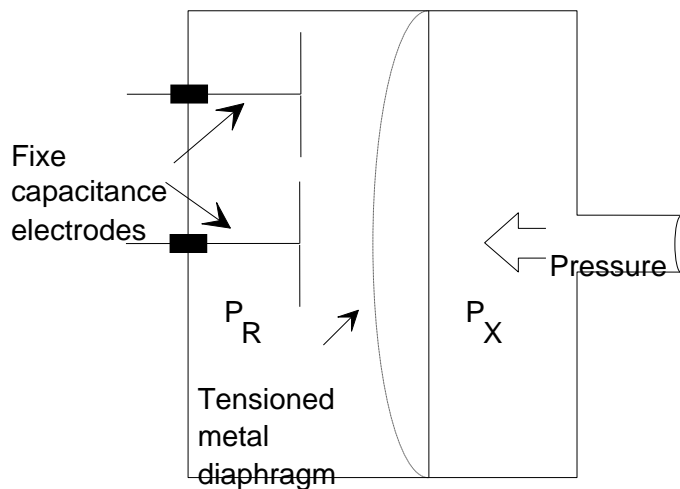 Fixe
capacitance
electrodes
Pressure
P
R
P
X
Tensioned
metal
diaphragm